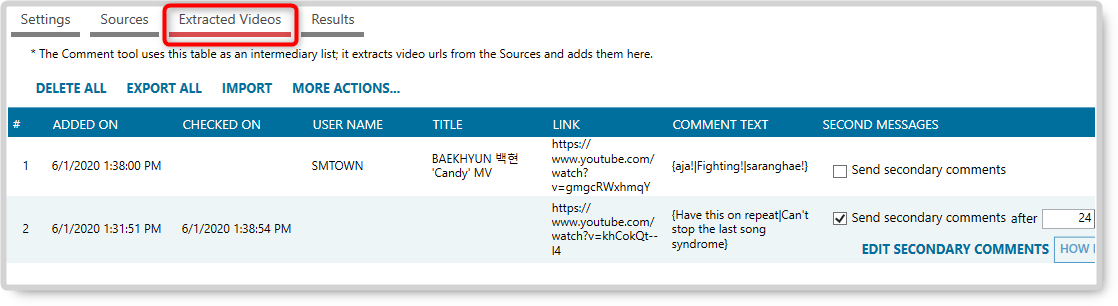 Settings Sources Extracted Videos Results
* The Comment tool uses this table as an intermediary list; it extracts video urls from the Sources and adds them here.
DELETE ALL EXPORT ALL IMPORT MORE ACTIONS...
# ADDED ON CHECKED ON USER NAME TITLE LINK COMMENT TEXT SECOND MESSAGES
1 6/1/2020 1:38:00 PM SMTOWN
BAEKHYUN 백현
'Candy' MV
https://
www.youtube.com/
watch?
v=gmgcRWxhmqY
{aja!|Fighting!|saranghae!}
Send secondary comments
2 6/1/2020 1:31:51 PM 6/1/2020 1:38:54 PM
https://
www.youtube.com/
watch?v=khCokQt--
I4
{Have this on repeat|Can't
stop the last song
syndrome}
Send secondary comments after 24
EDIT SECONDARY COMMENTS HOW